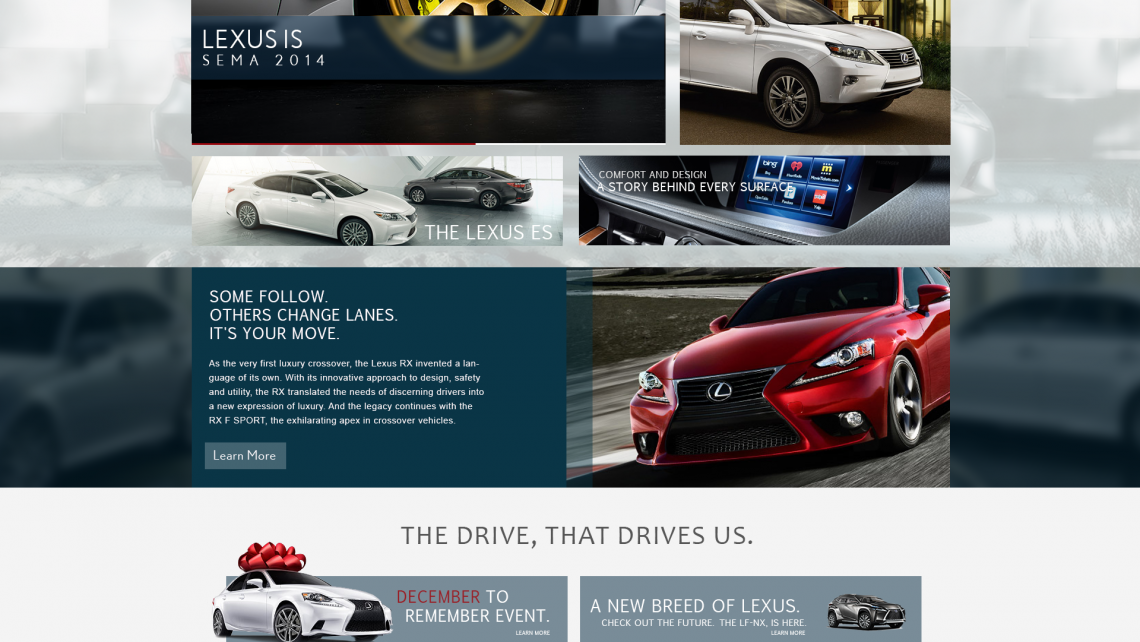 LEXUS IS
SEMA 2014
COMFORT AND DESIGN
A STORY BEHIND EVERY SURFACE
THE LEXUS ES
bing
SOME FOLLOW.
OTHERS CHANGE LANES.
IT'S YOUR MOVE.
As the very first luxury crossover, the Lexus RX invented a lan-
guage of its own. With its innovative approach to design, safety
and utility, the RX translated the needs of discerning drivers into
a new expression of luxury. And the legacy continues with the
RX F SPORT, the exhilarating apex in crossover vehicles.
Learn More
THE DRIVE, THAT DRIVES US.
DECEMBER TO
REMEMBER EVENT.
LEARN MORE
A NEW BREED OF LEXUS.
CHECK OUT THE FUTURE. THE LF-NX, IS HERE.
LEARN MORE